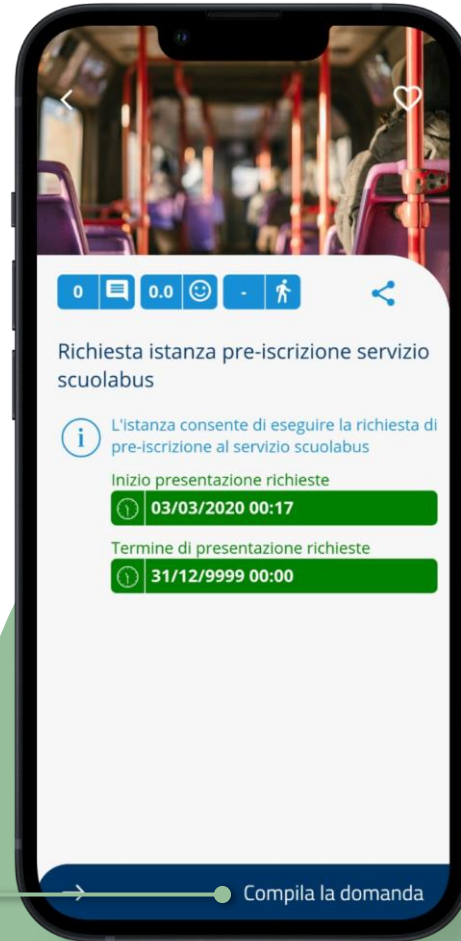 0
0.0
-
Richiesta istanza pre-iscrizione servizio
scuolabus
i
L'istanza consente di eseguire la richiesta di
pre-iscrizione al servizio scuolabus
Inizio presentazione richieste
03/03/2020 00:17
Termine di presentazione richieste
31/12/9999 00:00
Compila la domanda